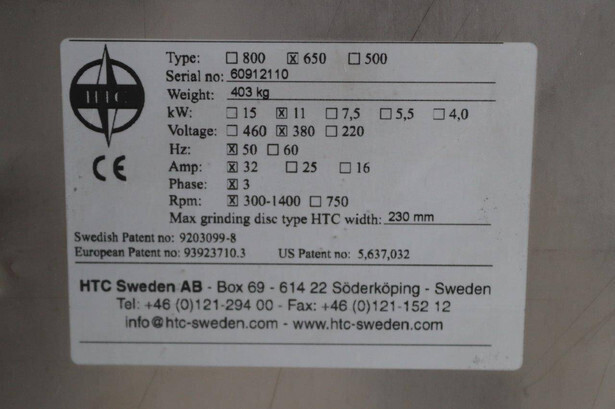 HTC
Type: ☐ 800 ☒ 650 ☐ 500
Serial no: 60912110
Weight: 403 kg
kW: ☐ 15 ☒ 11 ☐ 7,5 ☐ 5,5 ☐ 4,0
Voltage: ☐ 460 ☒ 380 ☐ 220
Hz: ☒ 50 ☐ 60
Amp: ☒ 32 ☐ 25 ☐ 16
Phase: ☒ 3
Rpm: ☒ 300-1400 ☐ 750
Max grinding disc type HTC width: 230 mm
CE
Swedish Patent no: 9203099-8
European Patent no: 93923710.3 US Patent no: 5,637,032
HTC Sweden AB - Box 69 - 614 22 Söderköping - Sweden
Tel: +46 (0)121-294 00 - Fax: +46 (0)121-152 12
info@htc-sweden.com - www.htc-sweden.com